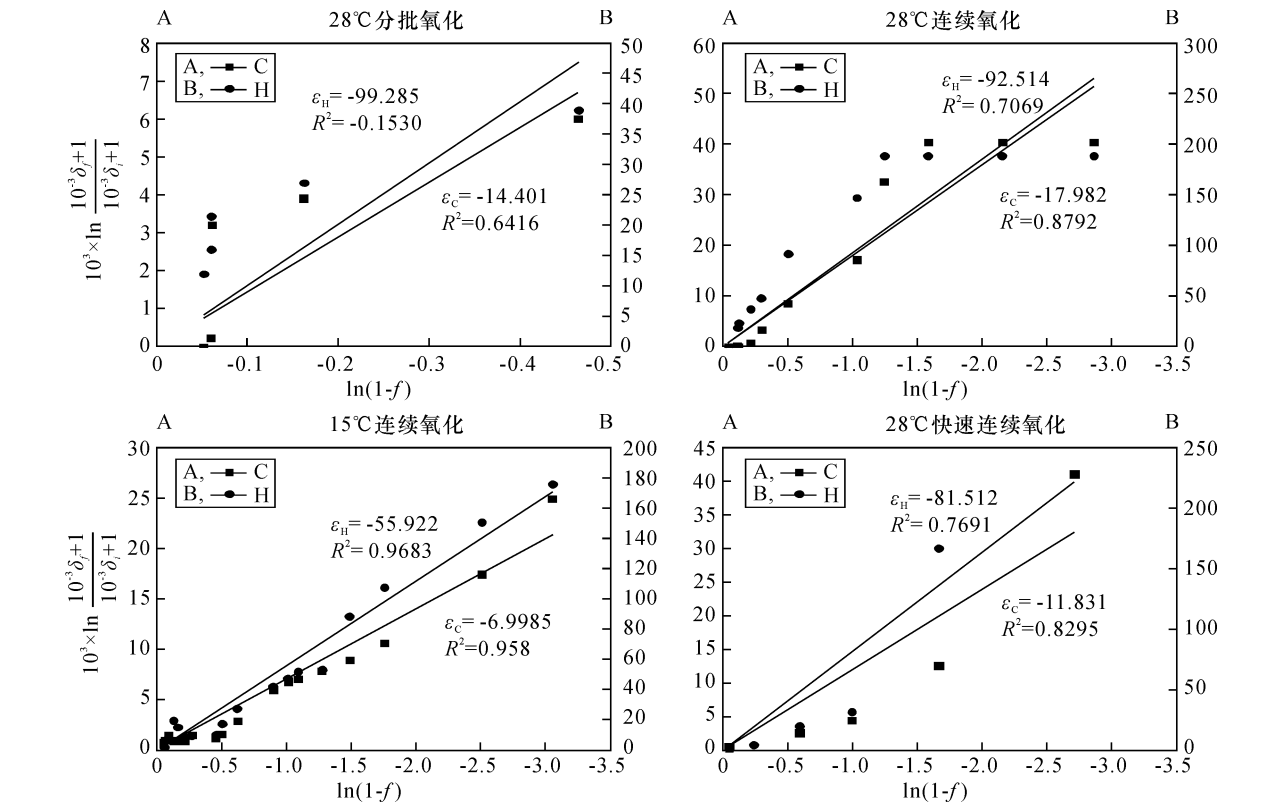 A 28℃分批氧化 B
A, C
B, H
εH= -99.285
R²= -0.1530
εC= -14.401
R²=0.6416
8
7
6
5
4
3
2
1
0
50
45
40
35
30
25
20
15
10
5
0
10³×ln 10⁻³δf+1 / 10⁻³δi+1
0 -0.1 -0.2 -0.3 -0.4 -0.5
ln(1-f)
A 28℃连续氧化 B
A, C
B, H
εH= -92.514
R²= 0.7069
εC= -17.982
R²=0.8792
60
50
40
30
20
10
0
300
250
200
150
100
50
0
0 -0.5 -1.0 -1.5 -2.0 -2.5 -3.0 -3.5
ln(1-f)
A 15℃连续氧化 B
A, C
B, H
εH= -55.922
R²= 0.9683
εC= -6.9985
R²=0.958
30
25
20
15
10
5
0
200
180
160
140
120
100
80
60
40
20
0
10³×ln 10⁻³δf+1 / 10⁻³δi+1
0 -0.5 -1.0 -1.5 -2.0 -2.5 -3.0 -3.5
ln(1-f)
A 28℃快速连续氧化 B
A, C
B, H
εH= -81.512
R²= 0.7691
εC= -11.831
R²=0.8295
45
40
35
30
25
20
15
10
5
0
250
200
150
100
50
0
0 -0.5 -1.0 -1.5 -2.0 -2.5 -3.0 -3.5
ln(1-f)